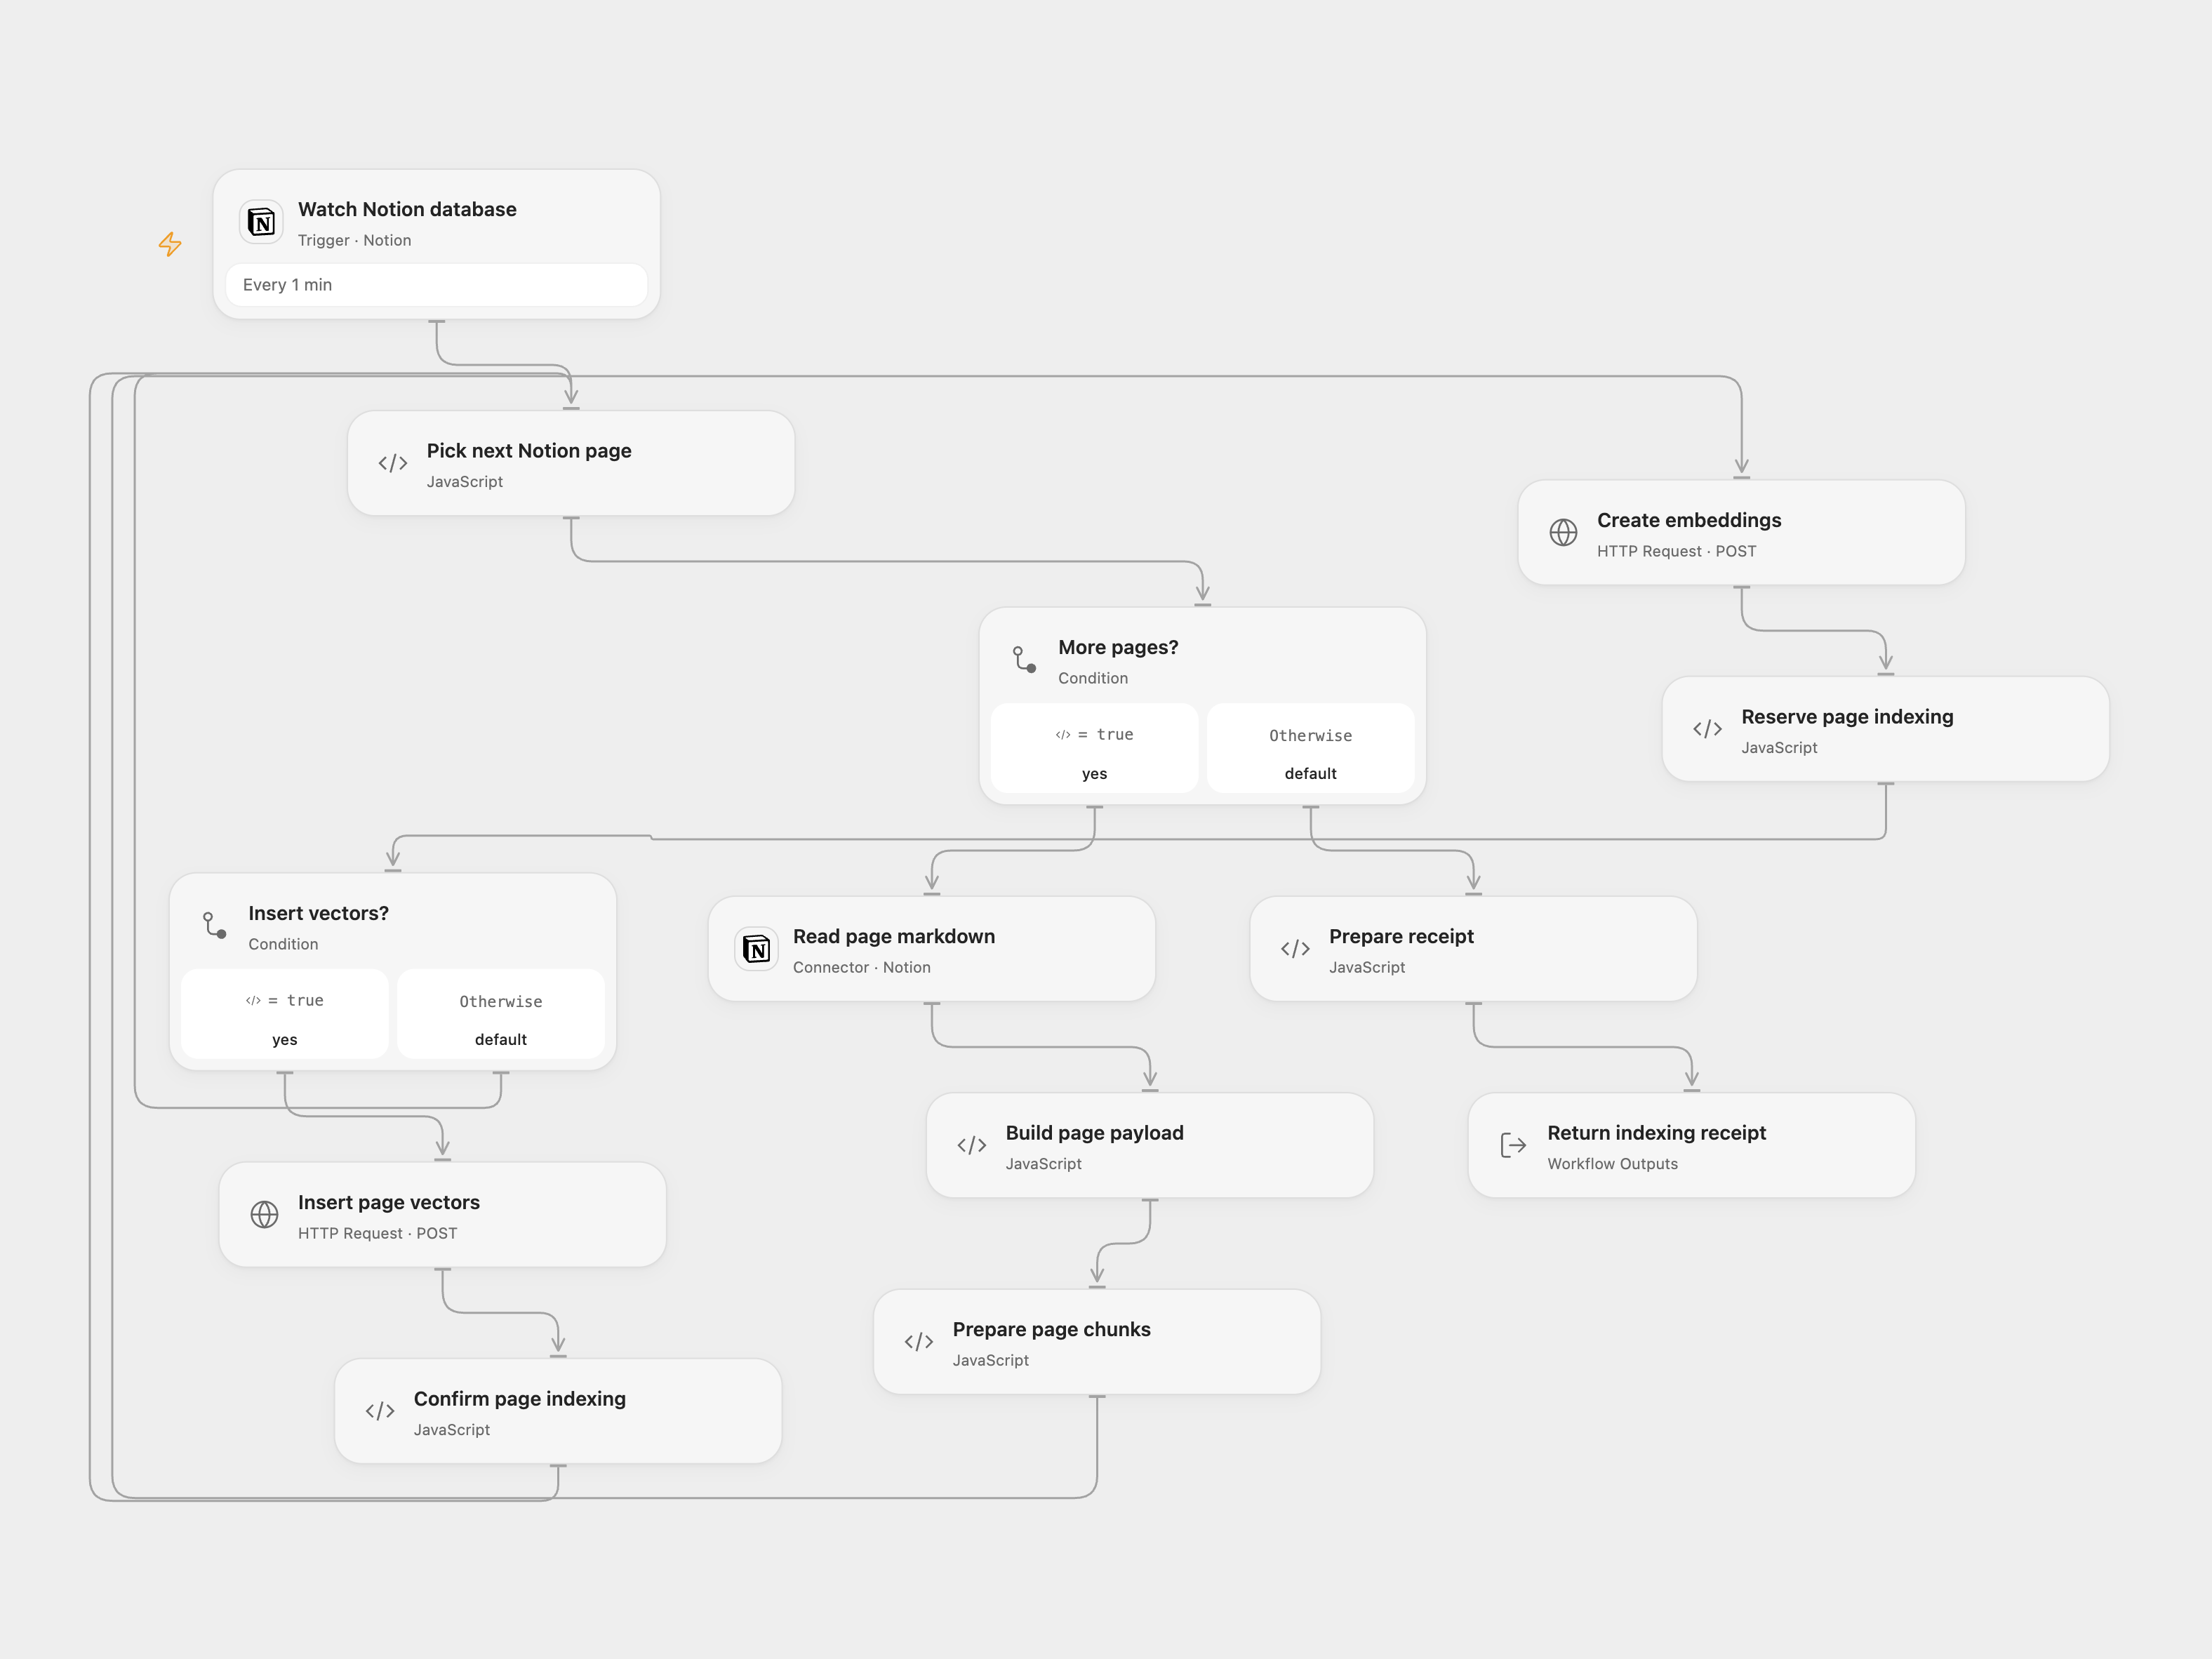 Watch Notion database
Trigger · Notion
Every 1 min
Pick next Notion page
JavaScript
Create embeddings
HTTP Request · POST
More pages?
Condition
</> = true
yes
Otherwise
default
Reserve page indexing
JavaScript
Insert vectors?
Condition
</> = true
yes
Otherwise
default
Read page markdown
Connector · Notion
Prepare receipt
JavaScript
Build page payload
JavaScript
Return indexing receipt
Workflow Outputs
Insert page vectors
HTTP Request · POST
Prepare page chunks
JavaScript
Confirm page indexing
JavaScript